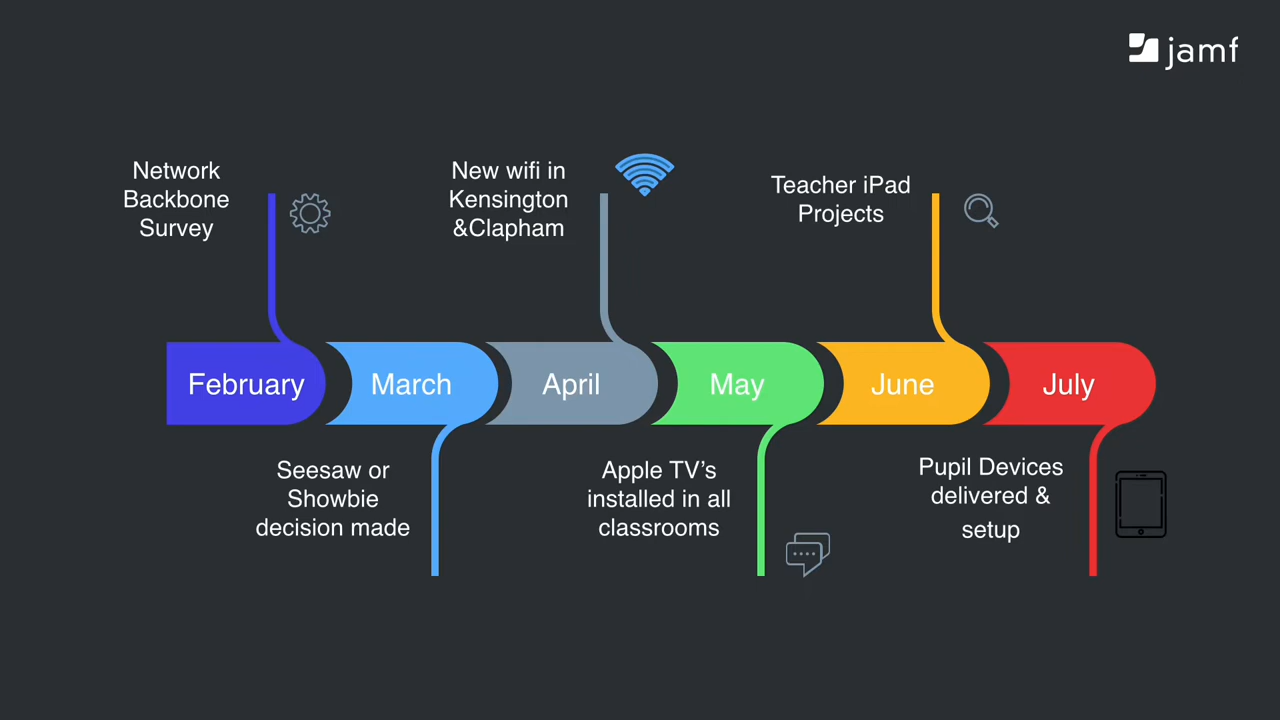 jamf
Network
Backbone
Survey
New wifi in
Kensington
&Clapham
Teacher iPad
Projects
February
March
April
May
June
July
Seesaw or
Showbie
decision made
Apple TV’s
installed in all
classrooms
Pupil Devices
delivered &
setup